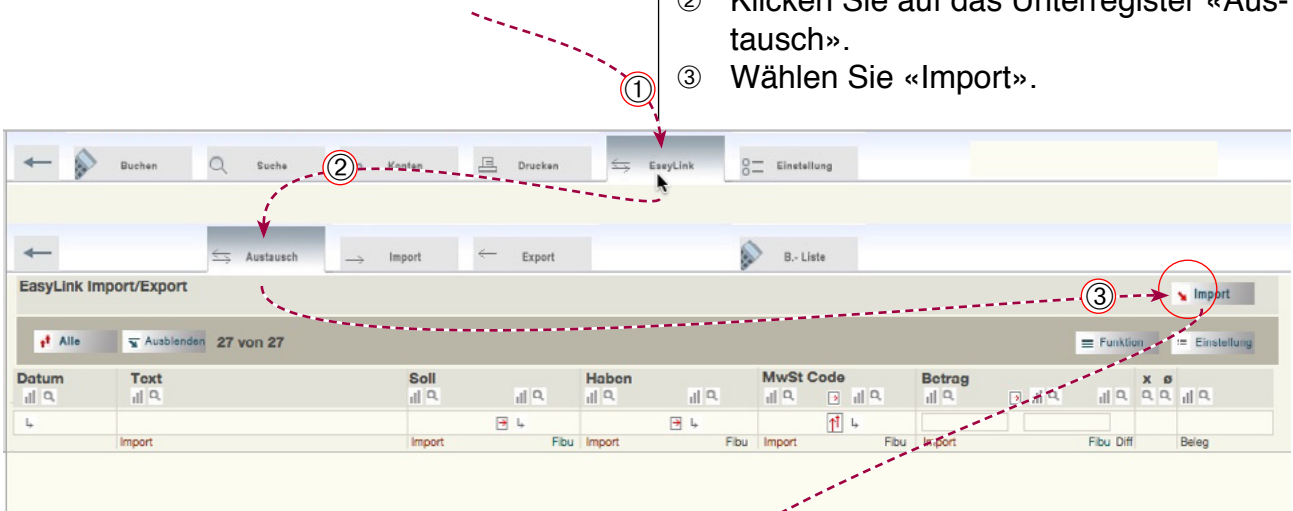 ② Klicken Sie auf das Unterregister «Aus-
tausch».
③ Wählen Sie «Import».
①
Buchen Suche ② Konten Drucken EasyLink Einstellung
Austausch Import Export B.- Liste
EasyLink Import/Export ③ Import
Alle Ausblenden 27 von 27 Funktion Einstellung
Datum Text Soll Haben MwSt Code Betrag x ø
Import Import Fibu Import Fibu Import Fibu Import Fibu Diff Beleg